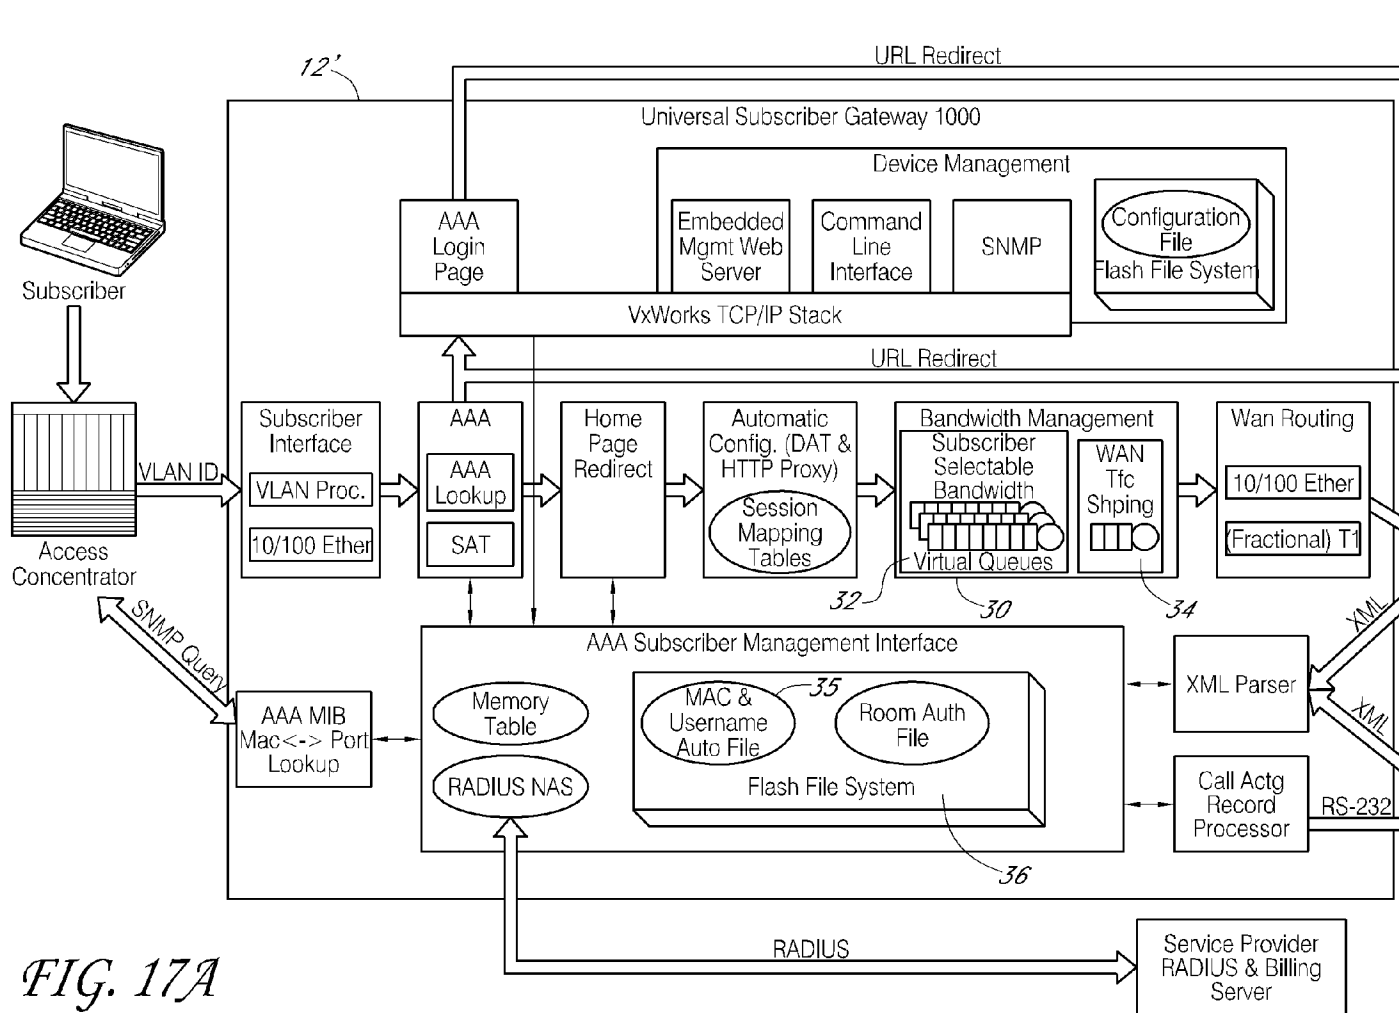 URL Redirect
12'
Universal Subscriber Gateway 1000
Device Management
AAA
Login
Page
Embedded
Mgmt Web
Server
Command
Line
Interface
SNMP
Configuration
File
Flash File System
Subscriber
VxWorks TCP/IP Stack
URL Redirect
Subscriber
Interface
VLAN Proc.
10/100 Ether
AAA
AAA
Lookup
SAT
Home
Page
Redirect
Automatic
Config. (DAT &
HTTP Proxy)
Session
Mapping
Tables
Bandwidth Management
Subscriber
Selectable
Bandwidth
Virtual Queues
WAN
Tfc
Shping
Wan Routing
10/100 Ether
(Fractional) T1
VLAN ID
Access
Concentrator
32
30
34
SNMP Query
AAA Subscriber Management Interface
XML
AAA MIB
Mac<-> Port
Lookup
Memory
Table
RADIUS NAS
MAC &
Username
Auto File
35
Room Auth
File
Flash File System
XML Parser
XML
Call Actg
Record
Processor
RS-232
36
RADIUS
Service Provider
RADIUS & Billing
Server
FIG. 17A